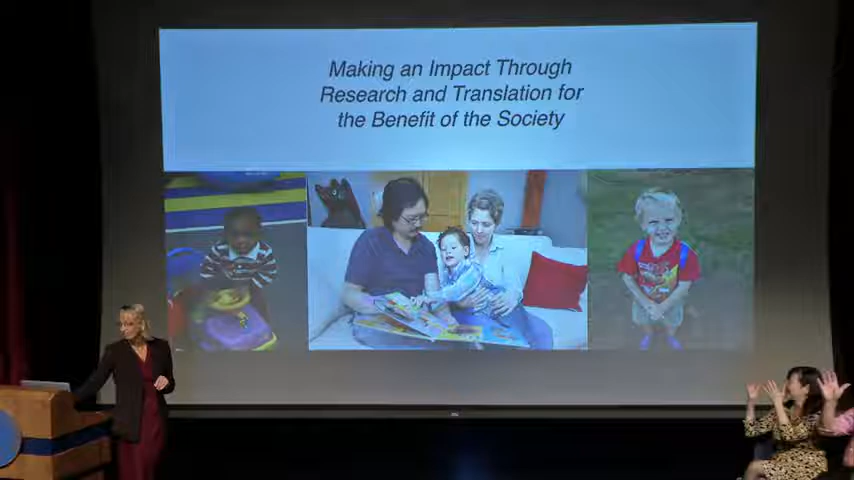 Making an Impact Through
Research and Translation for
the Benefit of the Society